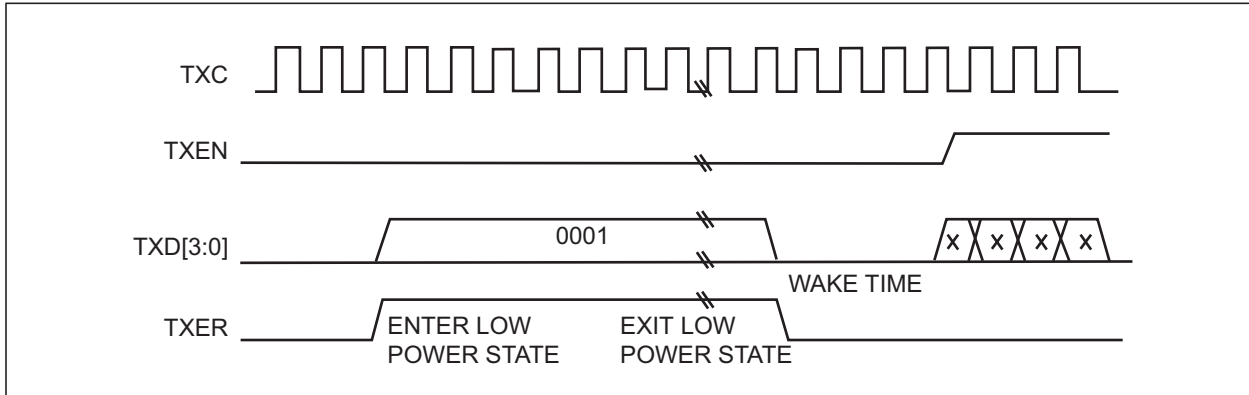 TXC
TXEN
TXD[3:0]
0001
x x x x
WAKE TIME
TXER
ENTER LOW
POWER STATE
EXIT LOW
POWER STATE